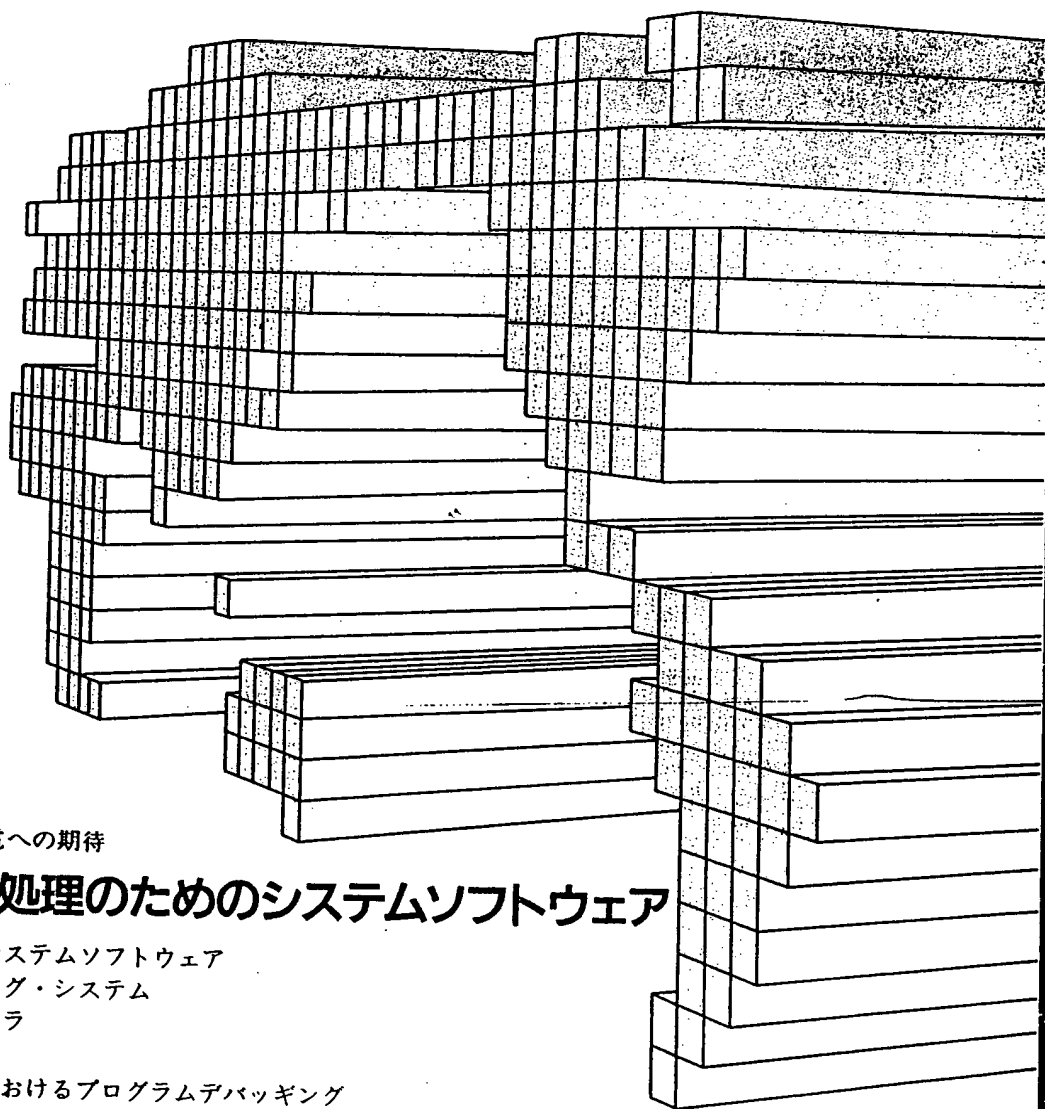 への期待
処理のためのシステムソフトウェア
ステムソフトウェア
グ・システム
ラ
おけるプログラムデバッギング